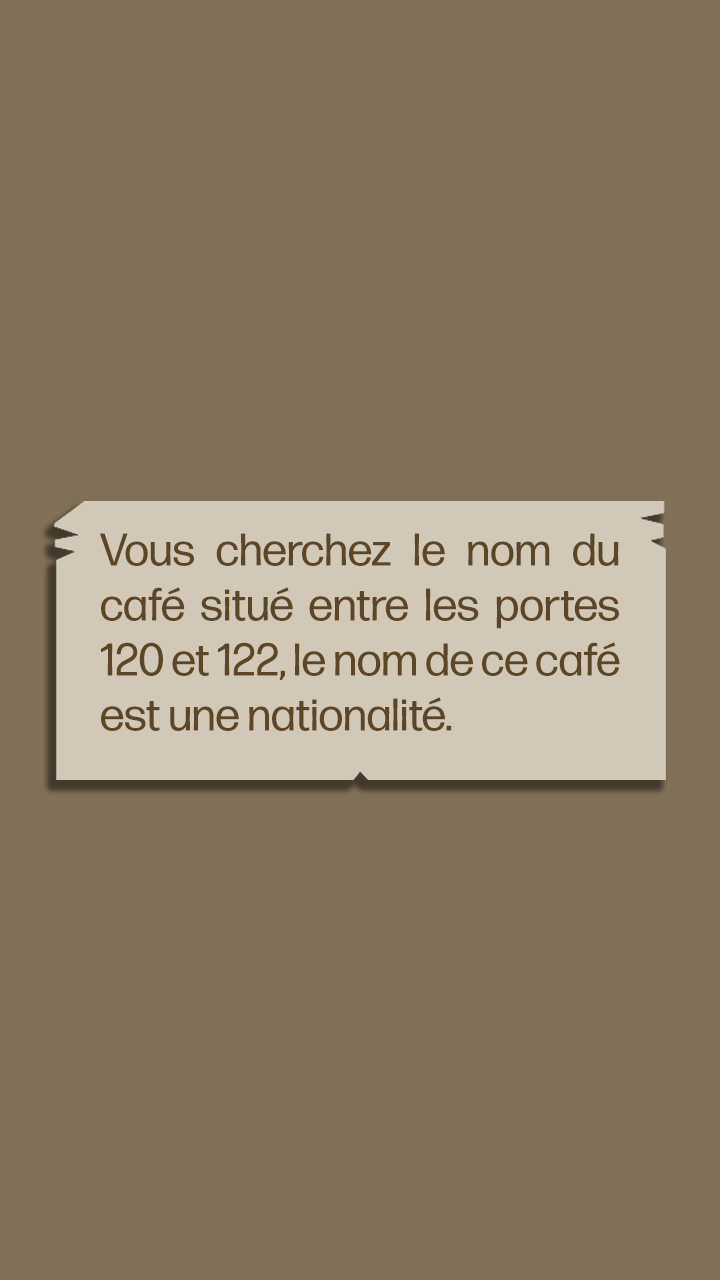 Vous cherchez le nom du
café situé entre les portes
120 et 122, le nom de ce café
est une nationalité.